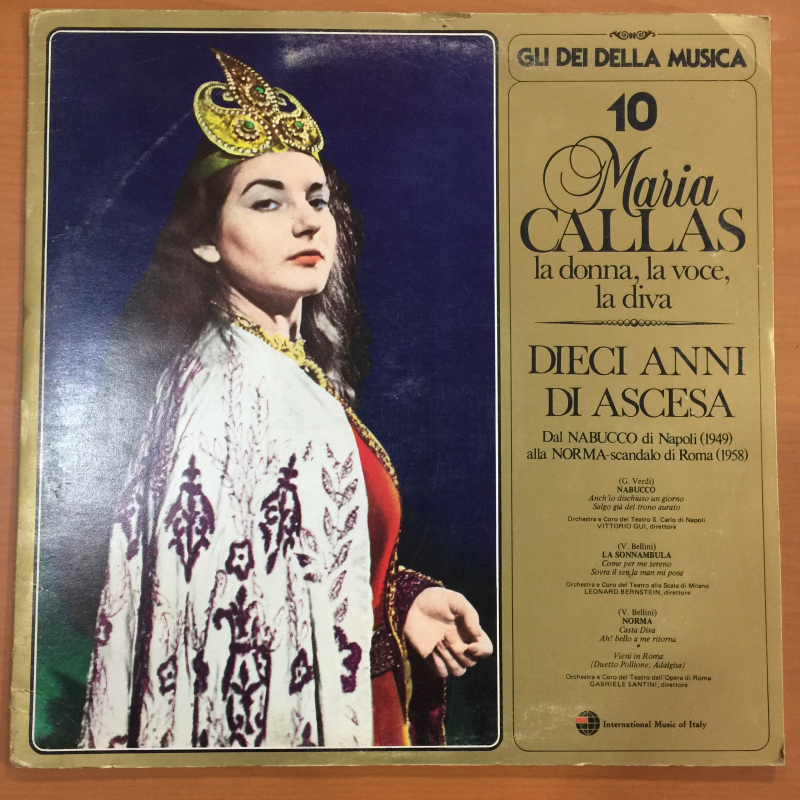 GLI DEI DELLA MUSICA
10
Maria
CALLAS
la donna, la voce,
la diva
DIECI ANNI
DI ASCESA
Dal NABUCCO di Napoli (1949)
alla NORMA-scandalo di Roma (1958)
(G. Verdi)
NABUCCO
Anch'io dischiuso un giorno
Salgo già del trono aurato
Orchestra e Coro del Teatro S. Carlo di Napoli
VITTORIO GUI, direttore
(V. Bellini)
LA SONNAMBULA
Come per me sereno
Sovra il sen la man mi posa
Orchestra e Coro del Teatro alla Scala di Milano
LEONARD BERNSTEIN, direttore
(V. Bellini)
NORMA
Casta Diva
Ah! bello a me ritorna
•
Vieni in Roma
(Duetto Pollione, Adalgisa)
Orchestra e Coro del Teatro dell'Opera di Roma
GABRIELE SANTINI, direttore
International Music of Italy